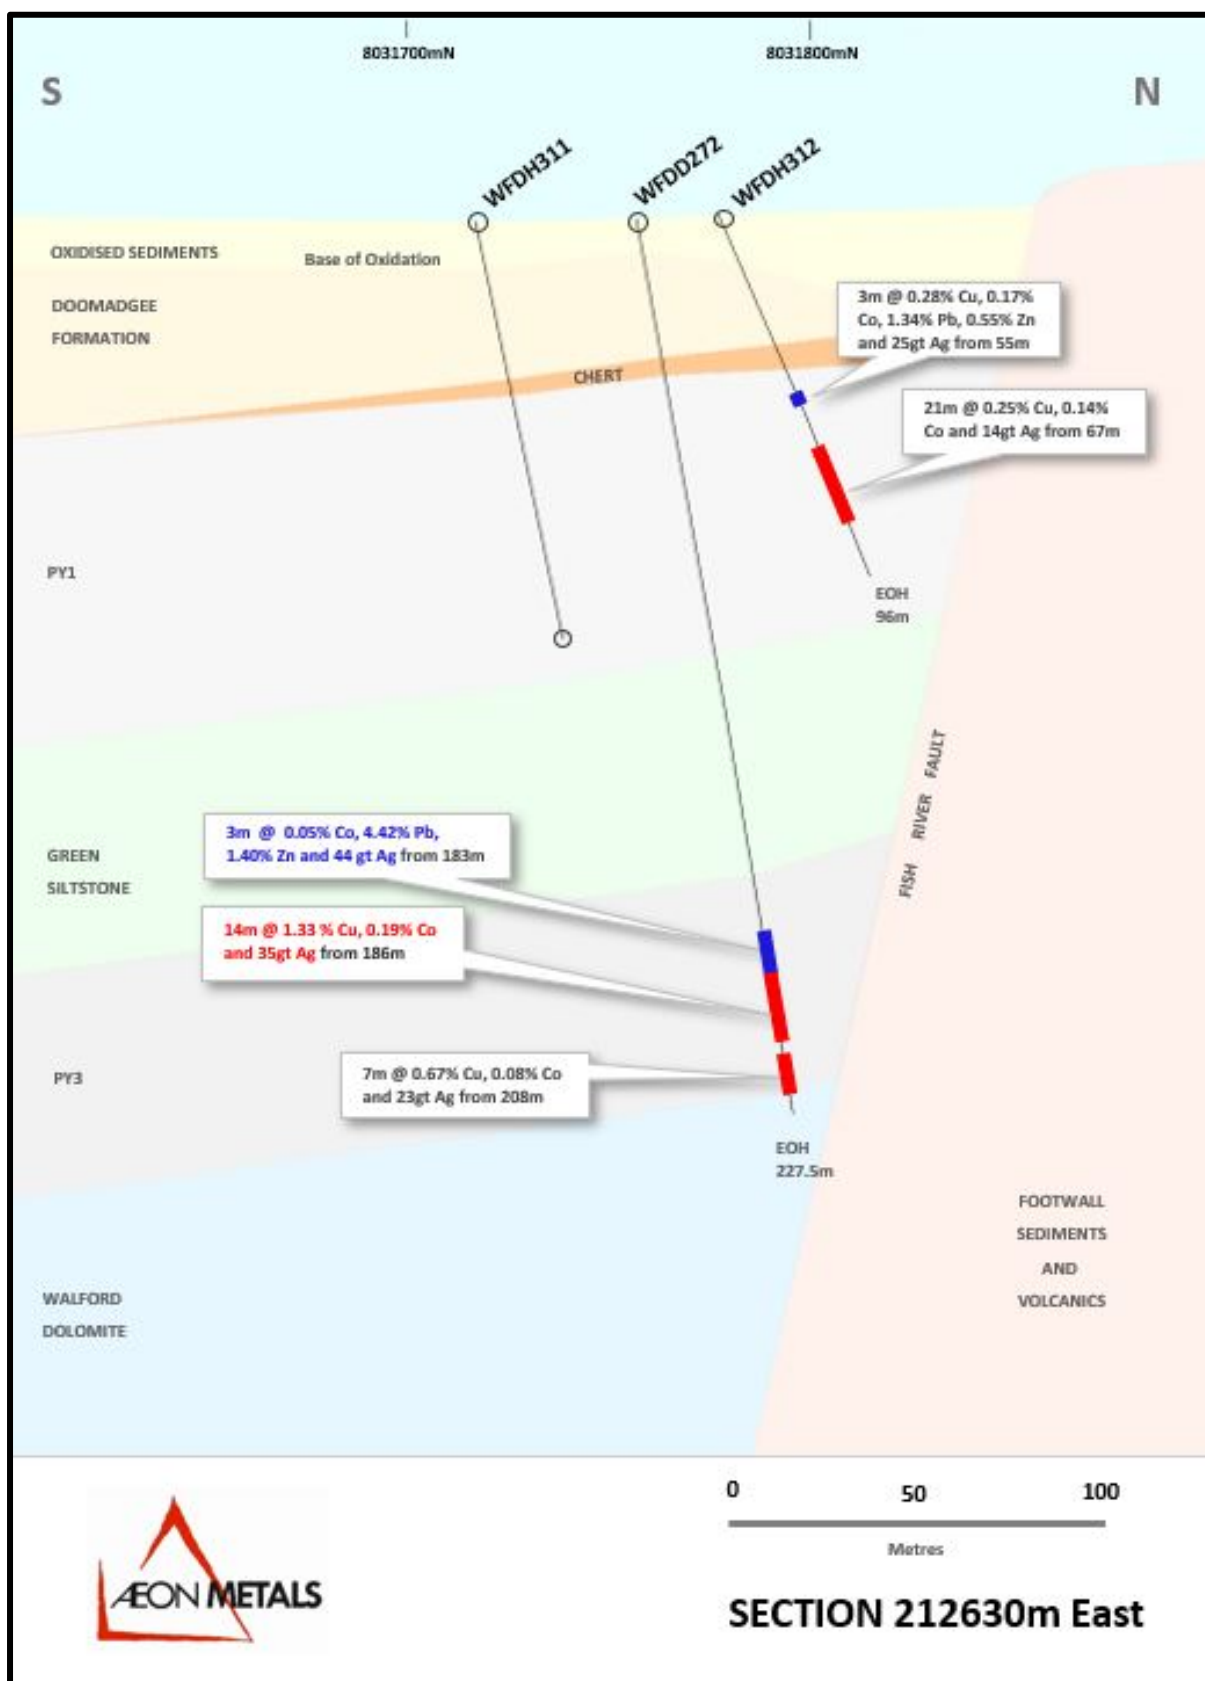 8031700mN 8031800mN
S N
WFDH311
WFDD272
WFDH312
OXIDISED SEDIMENTS
Base of Oxidation
DOOMADGEE
FORMATION
CHERT
3m @ 0.28% Cu, 0.17%
Co, 1.34% Pb, 0.55% Zn
and 25gt Ag from 55m
21m @ 0.25% Cu, 0.14%
Co and 14gt Ag from 67m
PY1
EOH
96m
FISH RIVER FAULT
3m @ 0.05% Co, 4.42% Pb,
1.40% Zn and 44 gt Ag from 183m
GREEN
SILTSTONE
14m @ 1.33 % Cu, 0.19% Co
and 35gt Ag from 186m
PY3
7m @ 0.67% Cu, 0.08% Co
and 23gt Ag from 208m
EOH
227.5m
FOOTWALL
SEDIMENTS
AND
VOLCANICS
WALFORD
DOLOMITE
0 50 100
Metres
ÆON METALS
SECTION 212630m East